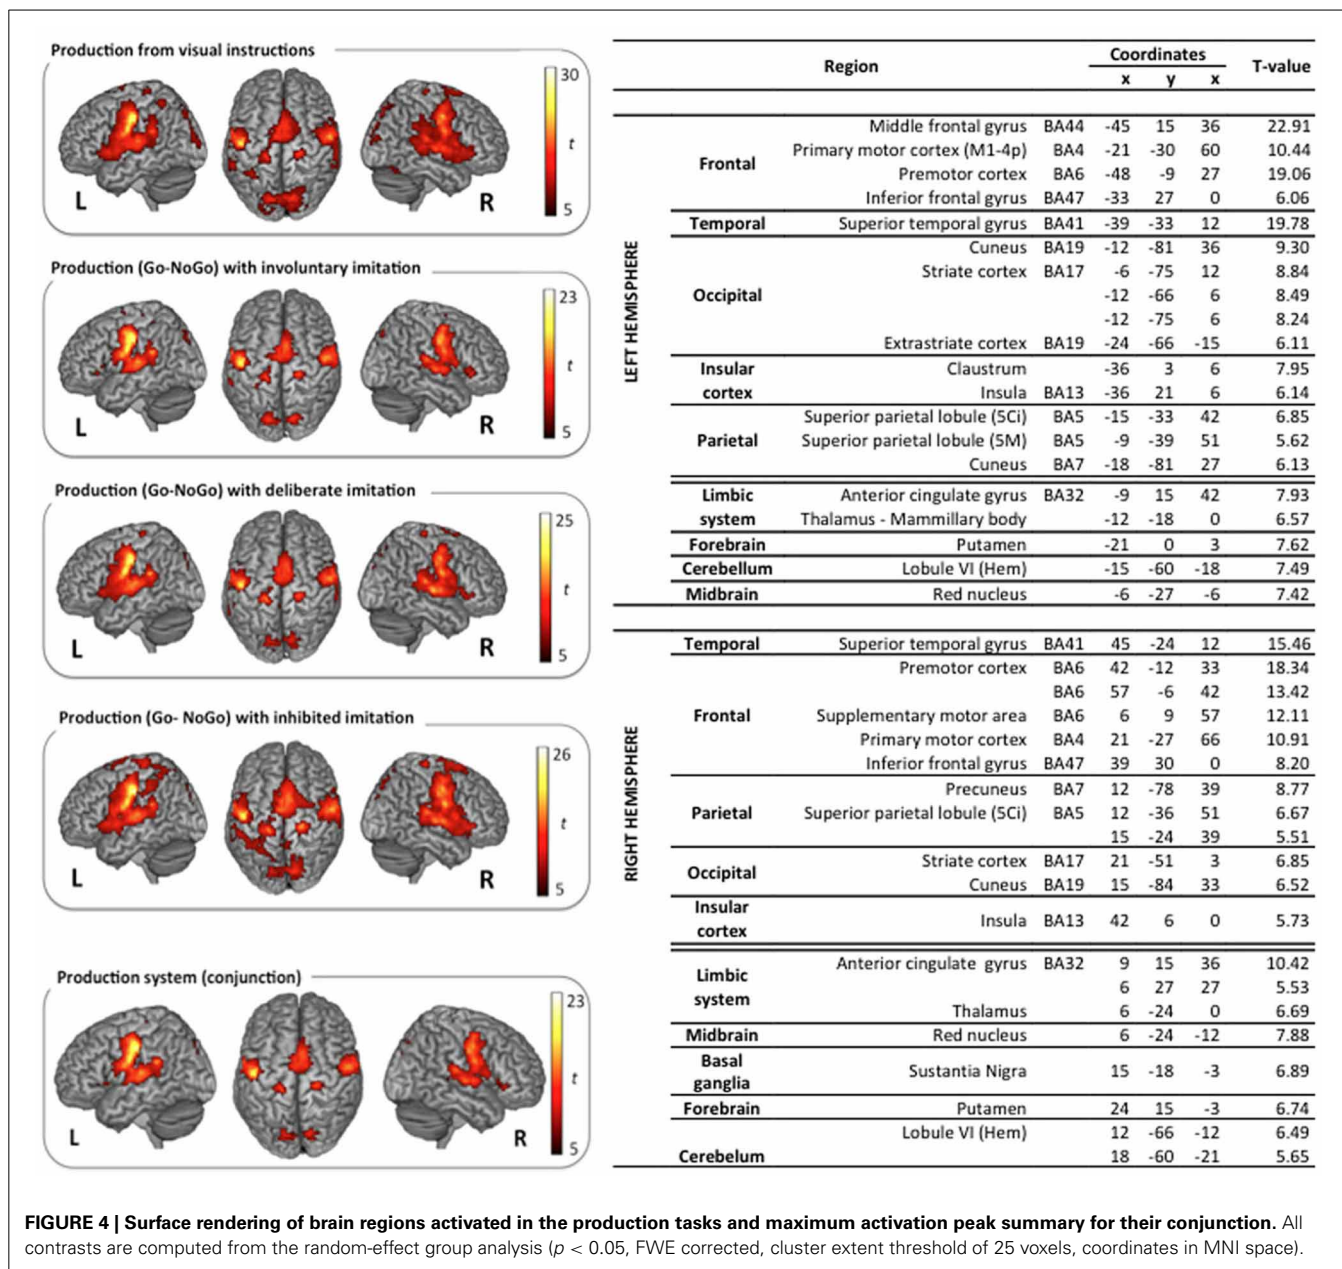 Production from visual instructions
30
t
5
L
R
Production (Go-NoGo) with involuntary imitation
23
t
5
L
R
Production (Go-NoGo) with deliberate imitation
25
t
5
L
R
Production (Go- NoGo) with inhibited imitation
26
t
5
L
R
Production system (conjunction)
23
t
5
L
R
Region Coordinates T-value
x y x
LEFT HEMISPHERE
Frontal
Middle frontal gyrus BA44 -45 15 36 22.91
Primary motor cortex (M1-4p) BA4 -21 -30 60 10.44
Premotor cortex BA6 -48 -9 27 19.06
Inferior frontal gyrus BA47 -33 27 0 6.06
Temporal Superior temporal gyrus BA41 -39 -33 12 19.78
Occipital
Cuneus BA19 -12 -81 36 9.30
Striate cortex BA17 -6 -75 12 8.84
-12 -66 6 8.49
-12 -75 6 8.24
Extrastriate cortex BA19 -24 -66 -15 6.11
Insular
cortex
Claustrum -36 3 6 7.95
Insula BA13 -36 21 6 6.14
Parietal
Superior parietal lobule (5Ci) BA5 -15 -33 42 6.85
Superior parietal lobule (5M) BA5 -9 -39 51 5.62
Cuneus BA7 -18 -81 27 6.13
Limbic
system
Anterior cingulate gyrus BA32 -9 15 42 7.93
Thalamus - Mammillary body -12 -18 0 6.57
Forebrain Putamen -21 0 3 7.62
Cerebellum Lobule VI (Hem) -15 -60 -18 7.49
Midbrain Red nucleus -6 -27 -6 7.42
RIGHT HEMISPHERE
Temporal Superior temporal gyrus BA41 45 -24 12 15.46
Frontal
Premotor cortex BA6 42 -12 33 18.34
BA6 57 -6 42 13.42
Supplementary motor area BA6 6 9 57 12.11
Primary motor cortex BA4 21 -27 66 10.91
Inferior frontal gyrus BA47 39 30 0 8.20
Parietal
Precuneus BA7 12 -78 39 8.77
Superior parietal lobule (5Ci) BA5 12 -36 51 6.67
15 -24 39 5.51
Occipital
Striate cortex BA17 21 -51 3 6.85
Cuneus BA19 15 -84 33 6.52
Insular
cortex
Insula BA13 42 6 0 5.73
Limbic
system
Anterior cingulate gyrus BA32 9 15 36 10.42
6 27 27 5.53
Thalamus 6 -24 0 6.69
Midbrain Red nucleus 6 -24 -12 7.88
Basal
ganglia
Sustantia Nigra 15 -18 -3 6.89
Forebrain Putamen 24 15 -3 6.74
Cerebelum
Lobule VI (Hem) 12 -66 -12 6.49
18 -60 -21 5.65
FIGURE 4 | Surface rendering of brain regions activated in the production tasks and maximum activation peak summary for their conjunction. All
contrasts are computed from the random-effect group analysis (p < 0.05, FWE corrected, cluster extent threshold of 25 voxels, coordinates in MNI space).